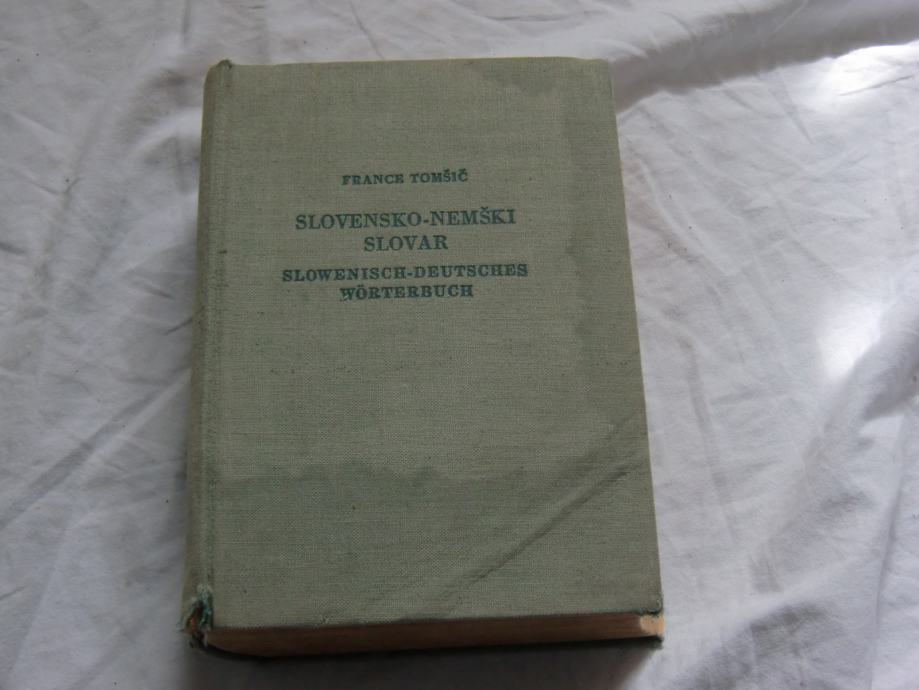 FRANCE TOMŠIČ
SLOVENSKO-NEMŠKI
SLOVAR
SLOWENISCH-DEUTSCHES
WÖRTERBUCH